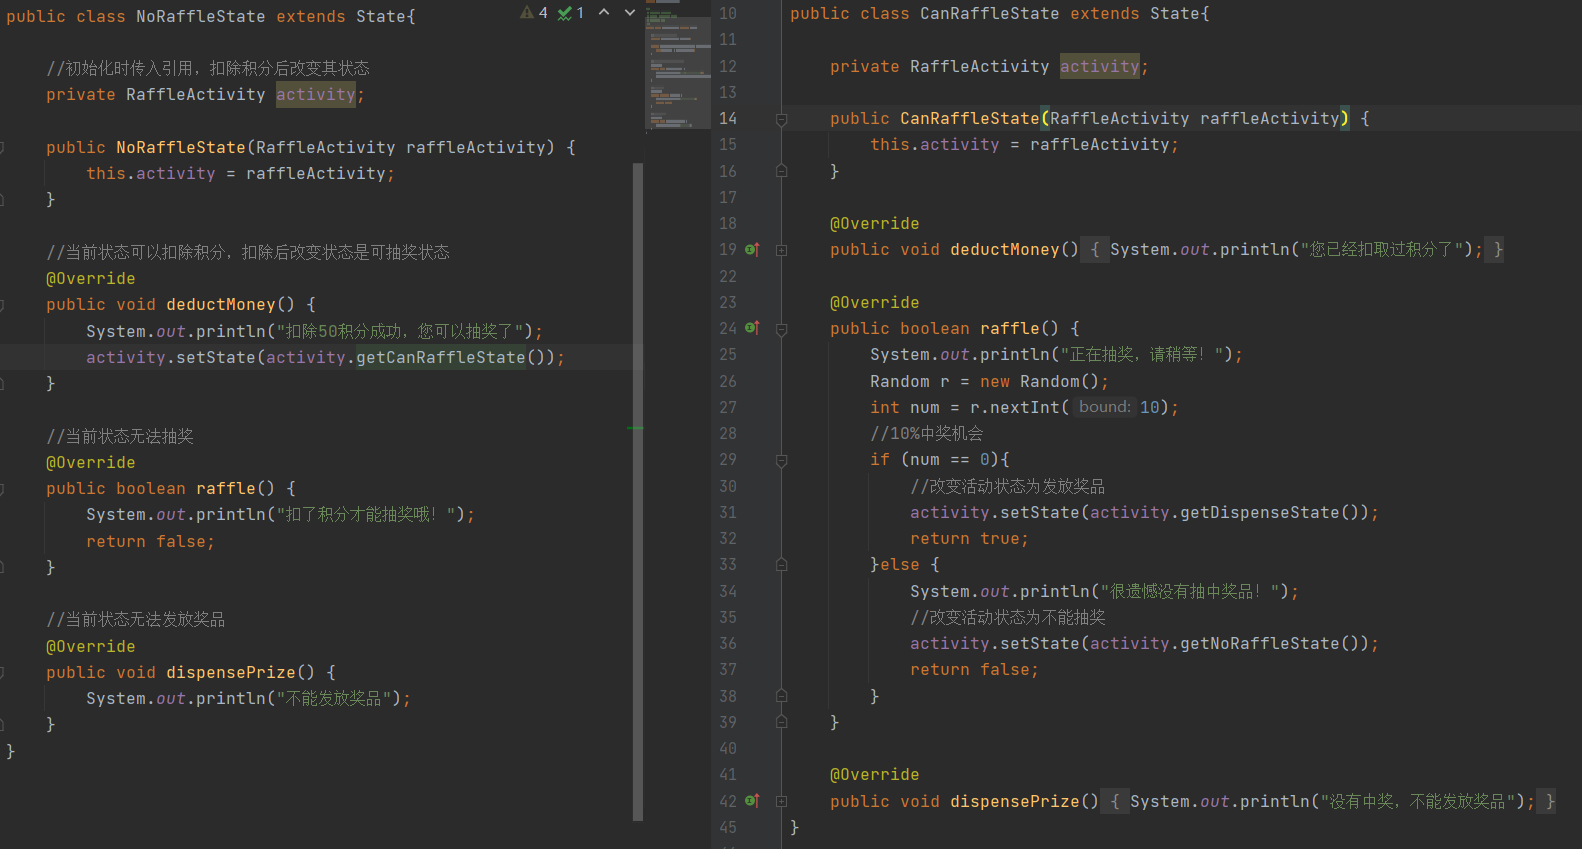 public class NoRaffleState extends State{
4 1
//初始化时传入引用，扣除积分后改变其状态
private RaffleActivity activity;
public NoRaffleState(RaffleActivity raffleActivity) {
this.activity = raffleActivity;
}
//当前状态可以扣除积分，扣除后改变状态是可抽奖状态
@Override
public void deductMoney() {
System.out.println("扣除50积分成功，您可以抽奖了");
activity.setState(activity.getCanRaffleState());
}
//当前状态无法抽奖
@Override
public boolean raffle() {
System.out.println("扣了积分才能抽奖哦！");
return false;
}
//当前状态无法发放奖品
@Override
public void dispensePrize() {
System.out.println("不能发放奖品");
}
}
10 public class CanRaffleState extends State{
11
12 private RaffleActivity activity;
13
14 public CanRaffleState(RaffleActivity raffleActivity) {
15 this.activity = raffleActivity;
16 }
17
18 @Override
19 public void deductMoney() { System.out.println("您已经扣取过积分了"); }
22
23 @Override
24 public boolean raffle() {
25 System.out.println("正在抽奖，请稍等！");
26 Random r = new Random();
27 int num = r.nextInt( bound: 10);
28 //10%中奖机会
29 if (num == 0){
30 //改变活动状态为发放奖品
31 activity.setState(activity.getDispenseState());
32 return true;
33 }else {
34 System.out.println("很遗憾没有抽中奖品！");
35 //改变活动状态为不能抽奖
36 activity.setState(activity.getNoRaffleState());
37 return false;
38 }
39 }
40
41 @Override
42 public void dispensePrize() { System.out.println("没有中奖，不能发放奖品"); }
45 }